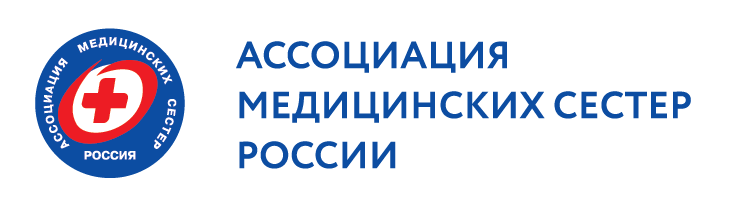 АССОЦИАЦИЯ МЕДИЦИНСКИХ СЕСТЕР
РОССИЯ
АССОЦИАЦИЯ
МЕДИЦИНСКИХ СЕСТЕР
РОССИИ